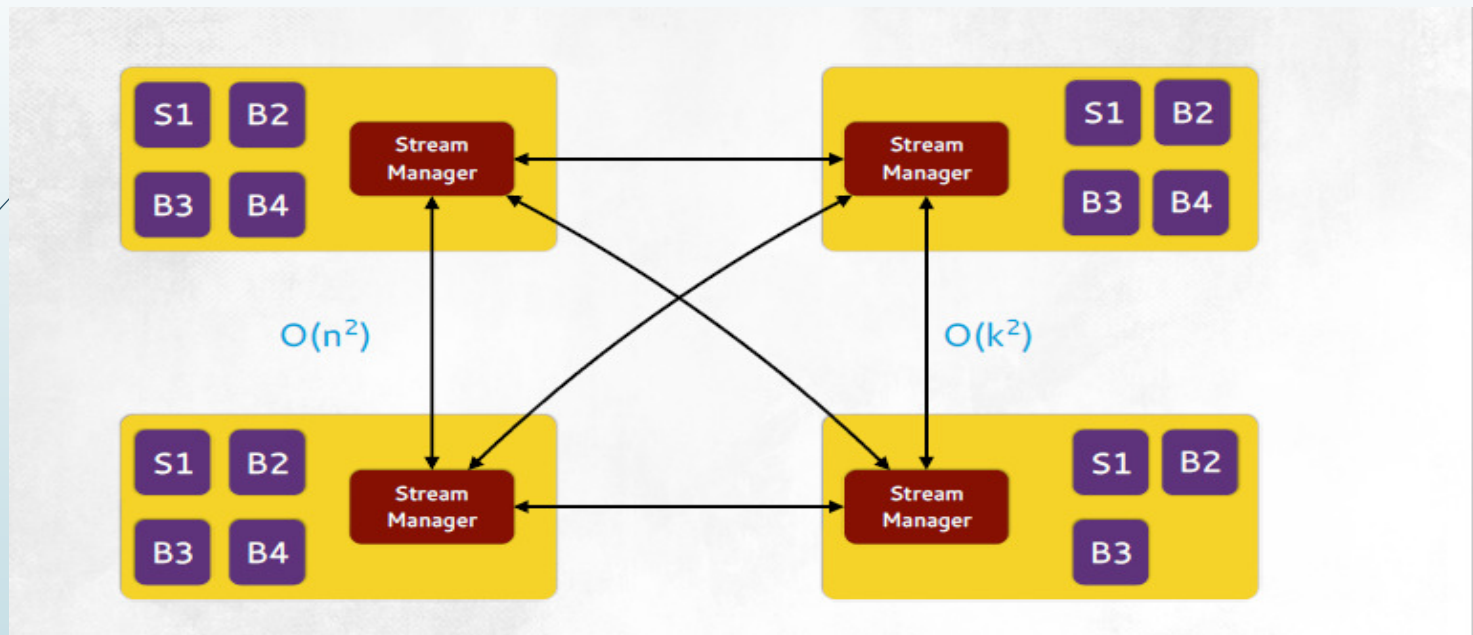 S1 B2
Stream
Manager
B3 B4
Stream
Manager
S1 B2
B3 B4
O(n²)
O(k²)
S1 B2
Stream
Manager
B3 B4
Stream
Manager
S1 B2
B3